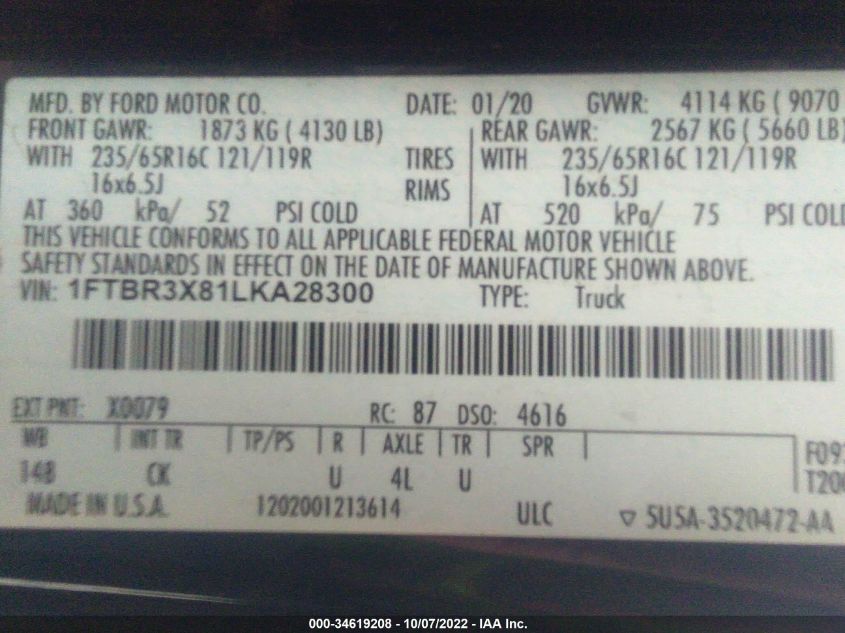 MFD. BY FORD MOTOR CO. DATE: 01/20 GVWR: 4114 KG ( 9070
FRONT GAWR: 1873 KG ( 4130 LB) REAR GAWR: 2567 KG ( 5660 LB)
WITH 235/65R16C 121/119R TIRES WITH 235/65R16C 121/119R
16x6.5J RIMS 16x6.5J
AT 360 kPa/ 52 PSI COLD AT 520 kPa/ 75 PSI COLD
THIS VEHICLE CONFORMS TO ALL APPLICABLE FEDERAL MOTOR VEHICLE
SAFETY STANDARDS IN EFFECT ON THE DATE OF MANUFACTURE SHOWN ABOVE.
VIN: 1FTBR3X81LKA28300 TYPE: Truck
EXT PNT: X0079 RC: 87 DSO: 4616
WB INT TR TP/PS R AXLE TR SPR
148 CK U 4L U
F093
T200
MADE IN U.S.A. 1202001213614 ULC ▽ 5U5A-3520472-AA
000-34619208 - 10/07/2022 - IAA Inc.